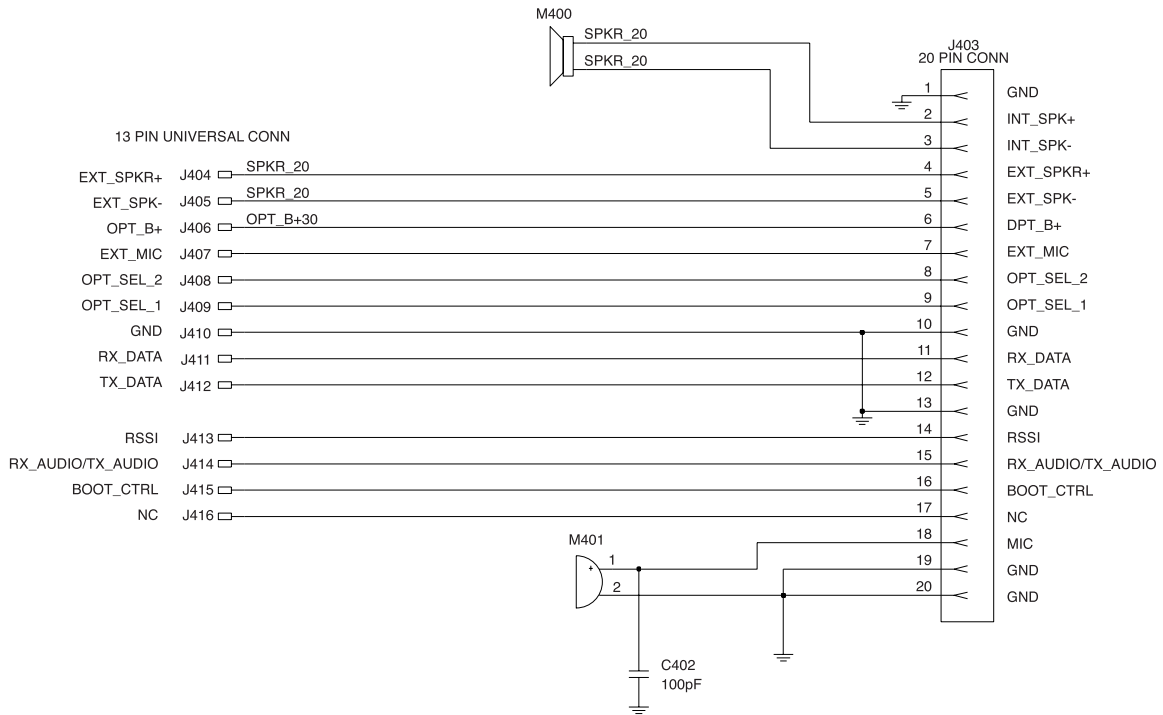 M400
SPKR_20
SPKR_20
J403
20 PIN CONN
1 GND
2 INT_SPK+
3 INT_SPK-
13 PIN UNIVERSAL CONN
EXT_SPKR+ J404 SPKR_20 4 EXT_SPKR+
EXT_SPK- J405 SPKR_20 5 EXT_SPK-
OPT_B+ J406 OPT_B+30 6 DPT_B+
EXT_MIC J407 7 EXT_MIC
OPT_SEL_2 J408 8 OPT_SEL_2
OPT_SEL_1 J409 9 OPT_SEL_1
GND J410 10 GND
RX_DATA J411 11 RX_DATA
TX_DATA J412 12 TX_DATA
13 GND
RSSI J413 14 RSSI
RX_AUDIO/TX_AUDIO J414 15 RX_AUDIO/TX_AUDIO
BOOT_CTRL J415 16 BOOT_CTRL
NC J416 17 NC
18 MIC
M401
+ 1 19 GND
2 20 GND
C402
100pF